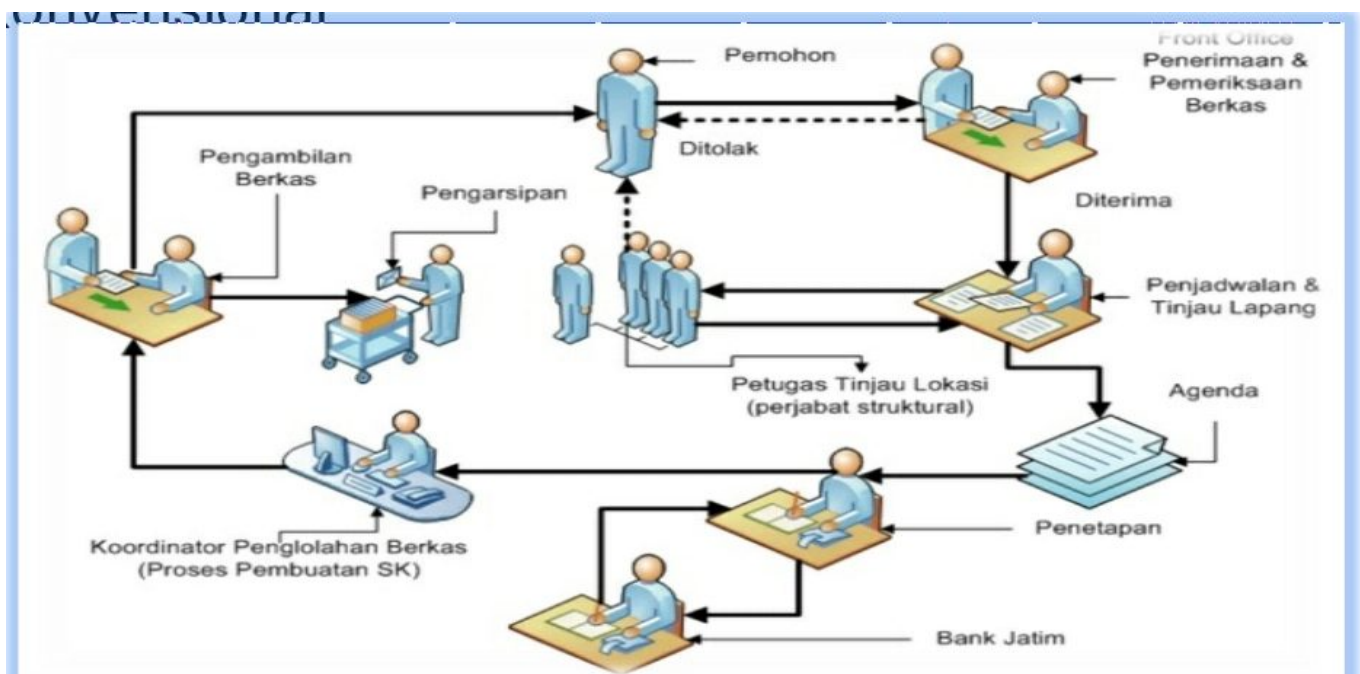 Konvensional
Pemohon
Front Office
Penerimaan &
Pemeriksaan
Berkas
Ditolak
Pengambilan
Berkas
Pengarsipan
Diterima
Penjadwalan &
Tinjau Lapang
Petugas Tinjau Lokasi
(perjabat struktural)
Agenda
Penetapan
Koordinator Penglolahan Berkas
(Proses Pembuatan SK)
Bank Jatim